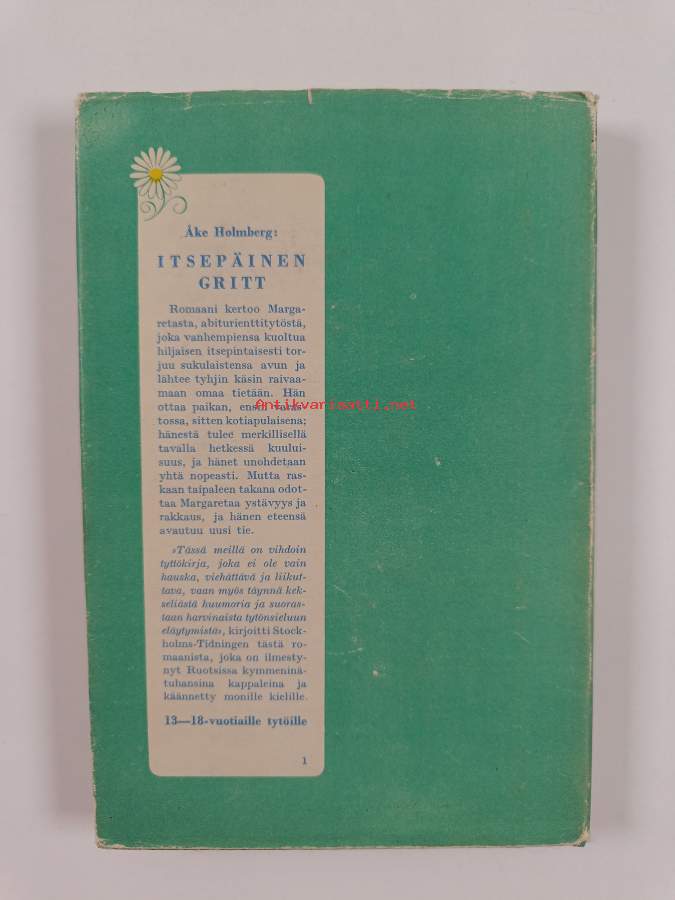 Åke Holmberg:
ITSEPÄINEN
GRITT
Romaani kertoo Marga-
retasta, abiturienttitytöstä,
joka vanhempiensa kuoltua
hiljaisen itsepintaisesti tor-
juu sukulaistensa avun ja
lähtee tyhjin käsin raivaa-
maan omaa tietään. Hän
ottaa paikan, ensin
Antikvariaatti.net
tossa, sitten kotiapulaisena;
hänestä tulee merkillisellä
tavalla hetkessä kuului-
suus, ja hänet unohdetaan
yhtä nopeasti. Mutta ras-
kaan taipaleen takana odot-
taa Margaretaa ystävyys ja
rakkaus, ja hänen eteensä
avautuu uusi tie.
»Tässä meillä on vihdoin
tyttökirja, joka ei ole vain
hauska, viehättävä ja liikut-
tava, vaan myös täynnä kek-
seliästä huumoria ja suoras-
taan harvinaista tytönsieluun
eläytymistä», kirjoitti Stock-
holms-Tidningen tästä ro-
maanista, joka on ilmesty-
nyt Ruotsissa kymmeninä-
tuhansina kappaleina ja
käännetty monille kielille.
13—18-vuotiaille tytöille
1